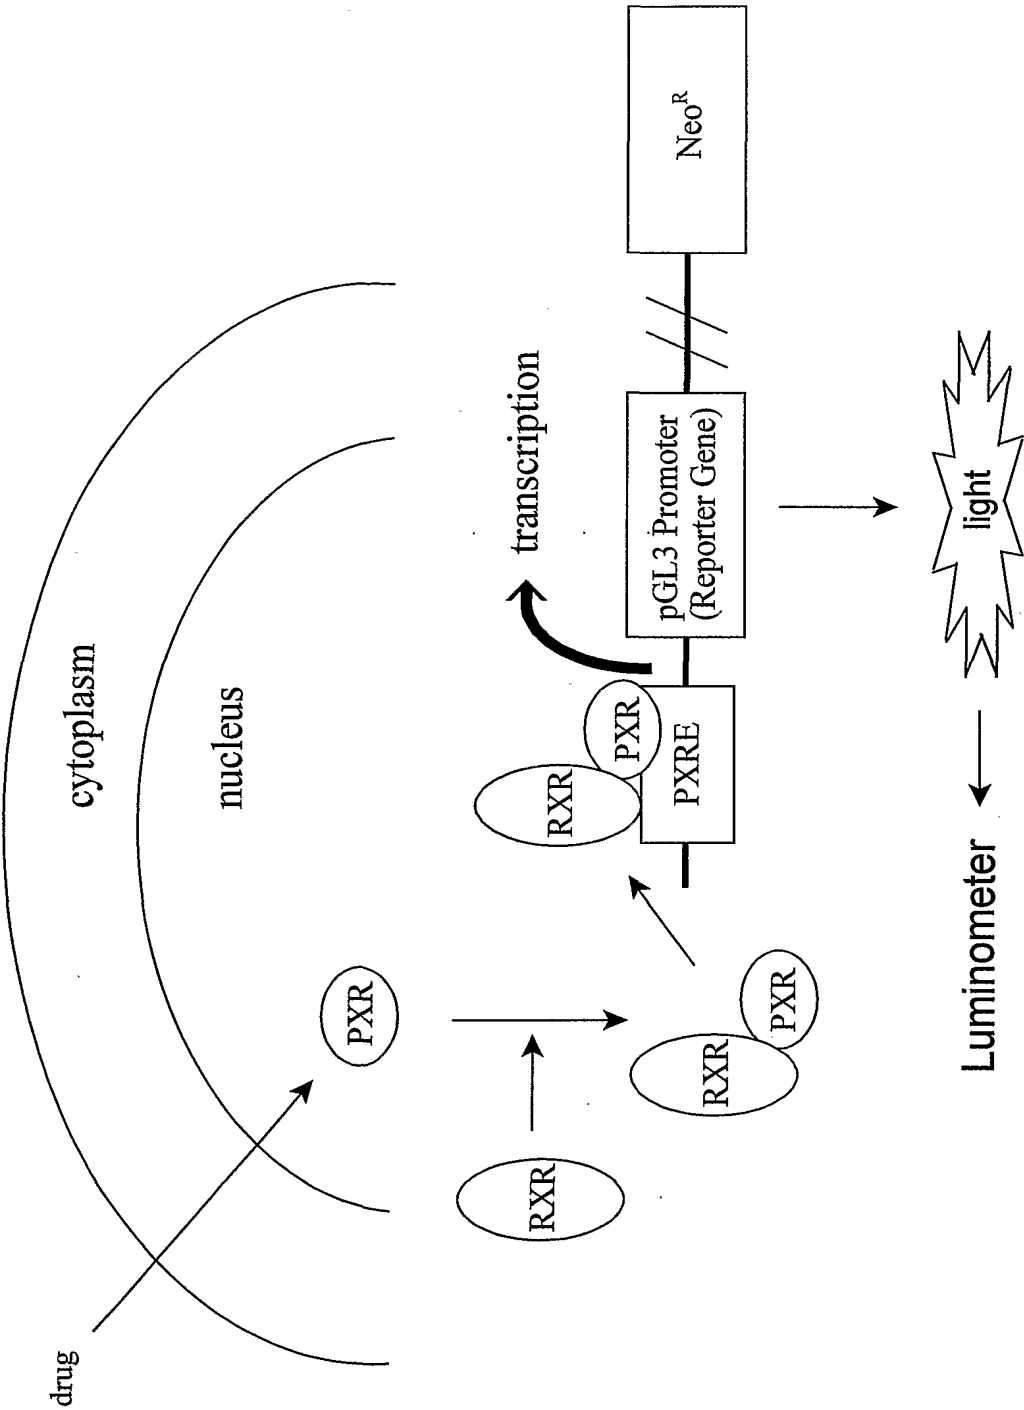 drug
cytoplasm
nucleus
PXR
RXR
RXR
PXR
RXR
PXR
PXRE
transcription
pGL3 Promoter
(Reporter Gene)
Neo^R
light
Luminometer